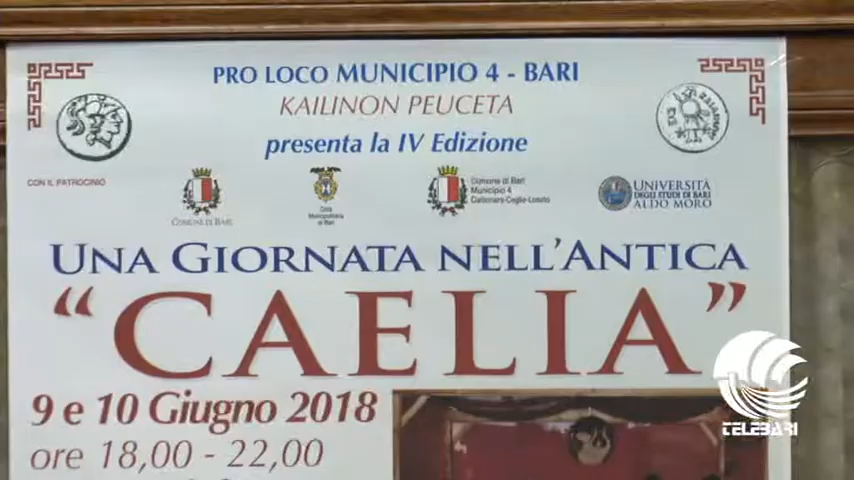 PRO LOCO MUNICIPIO 4 - BARI
KAILINON PEUCETA
presenta la IV Edizione
CON IL PATROCINIO
COMUNE DI BARI
Città
Metropolitana
di Bari
Comune di Bari
Municipio 4
Carbonara-Ceglie-Loseto
UNIVERSITÀ
DEGLI STUDI DI BARI
ALDO MORO
UNA GIORNATA NELL'ANTICA
"CAELIA"
9 e 10 Giugno 2018
ore 18,00 - 22,00
TELEBARI